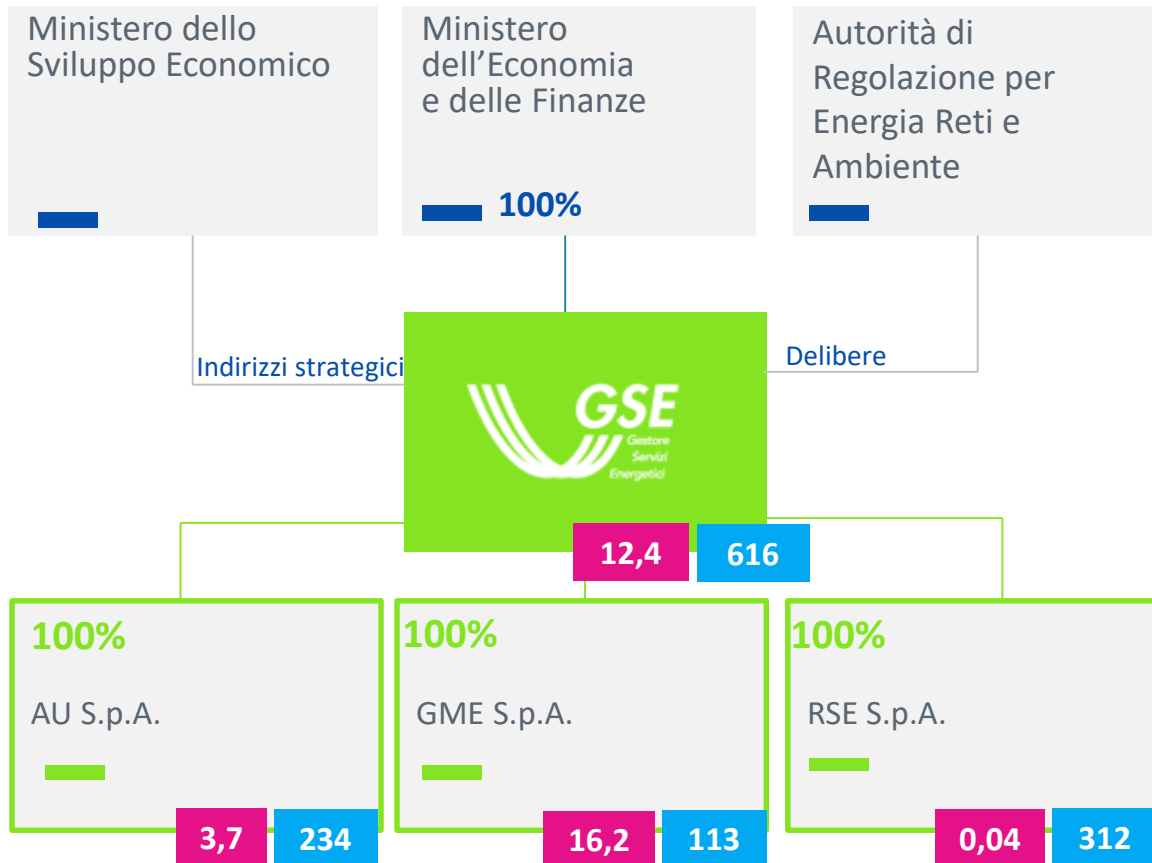 Ministero dello
Sviluppo Economico
Ministero
dell’Economia
e delle Finanze
100%
Autorità di
Regolazione per
Energia Reti e
Ambiente
Indirizzi strategici
Delibere
GSE
Gestore
Servizi
Energetici
12,4
616
100%
AU S.p.A.
3,7
234
100%
GME S.p.A.
16,2
113
100%
RSE S.p.A.
0,04
312